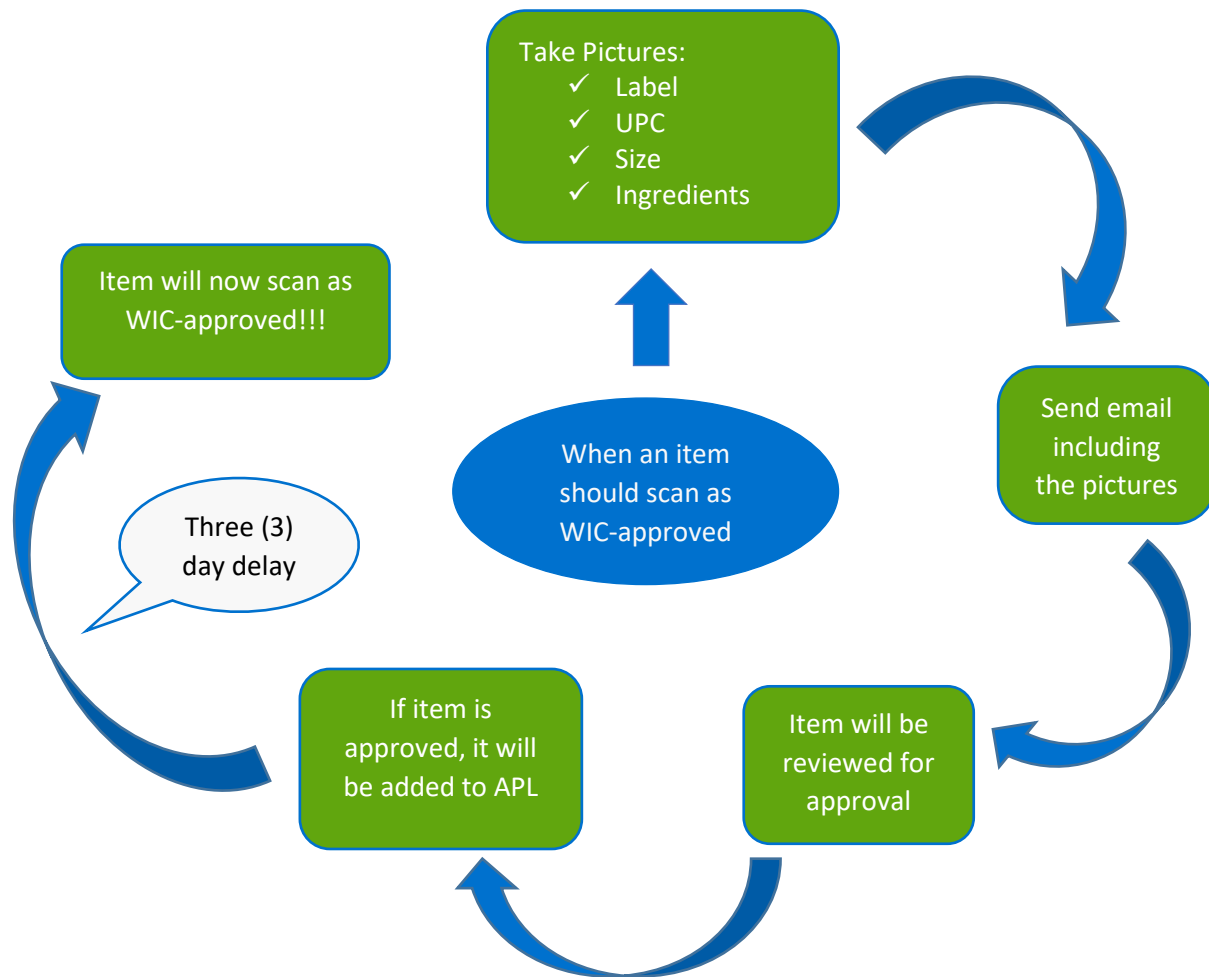 Take Pictures:
✓ Label
✓ UPC
✓ Size
✓ Ingredients
Item will now scan as
WIC-approved!!!
Send email
including
the pictures
When an item
should scan as
WIC-approved
Three (3)
day delay
If item is
approved, it will
be added to APL
Item will be
reviewed for
approval